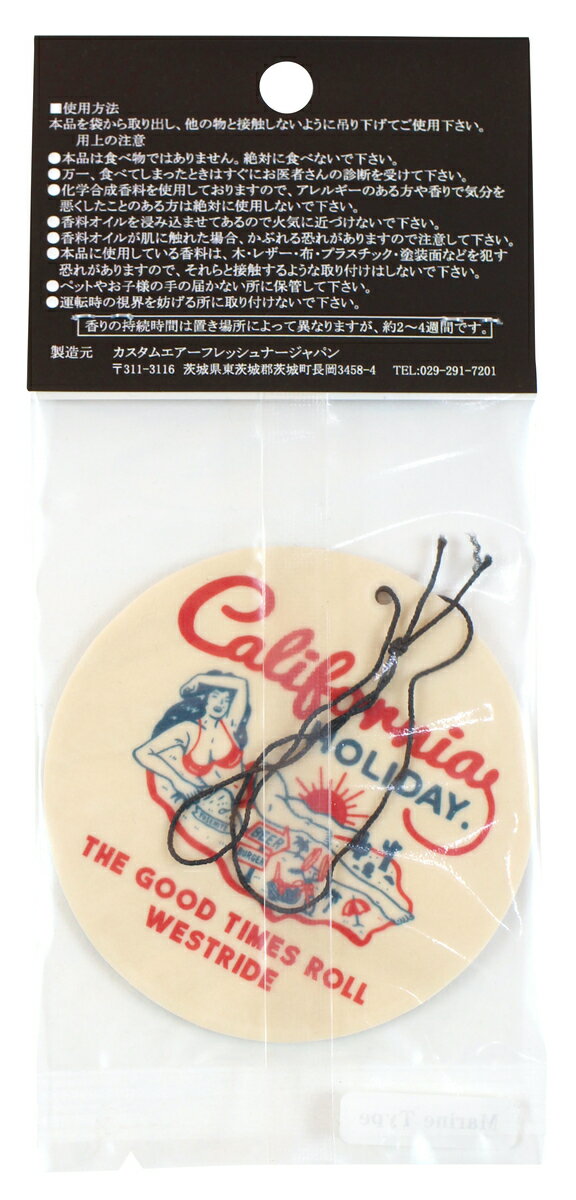 ■使用方法
本品を袋から取り出し、他の物と接触しないように吊り下げてご使用下さい。
用上の注意
●本品は食べ物ではありません。絶対に食べないで下さい。
●万一、食べてしまったときはすぐにお医者さんの診断を受けて下さい。
●化学合成香料を使用しておりますので、アレルギーのある方や香りで気分を
悪くしたことのある方は絶対に使用しないで下さい。
●香料オイルを浸み込ませてあるので火気に近づけないで下さい。
●香料オイルが肌に触れた場合、かぶれる恐れがありますので注意して下さい。
●本品に使用している香料は、木・レザー・布・プラスチック・塗装面などを犯す
恐れがありますので、それらと接触するような取り付けはしないで下さい。
●ペットやお子様の手の届かない所に保管して下さい。
●運転時の視界を妨げる所に取り付けないで下さい。
香りの持続時間は置き場所によって異なりますが、約2～4週間です。
製造元 カスタムエアーフレッシュナージャパン
〒311-3116 茨城県東茨城郡茨城町長岡3458-4 TEL:029-291-7201
California
HOLIDAY.
BEER
BURGER
THE GOOD TIMES ROLL
WESTRIDE
Marine Type